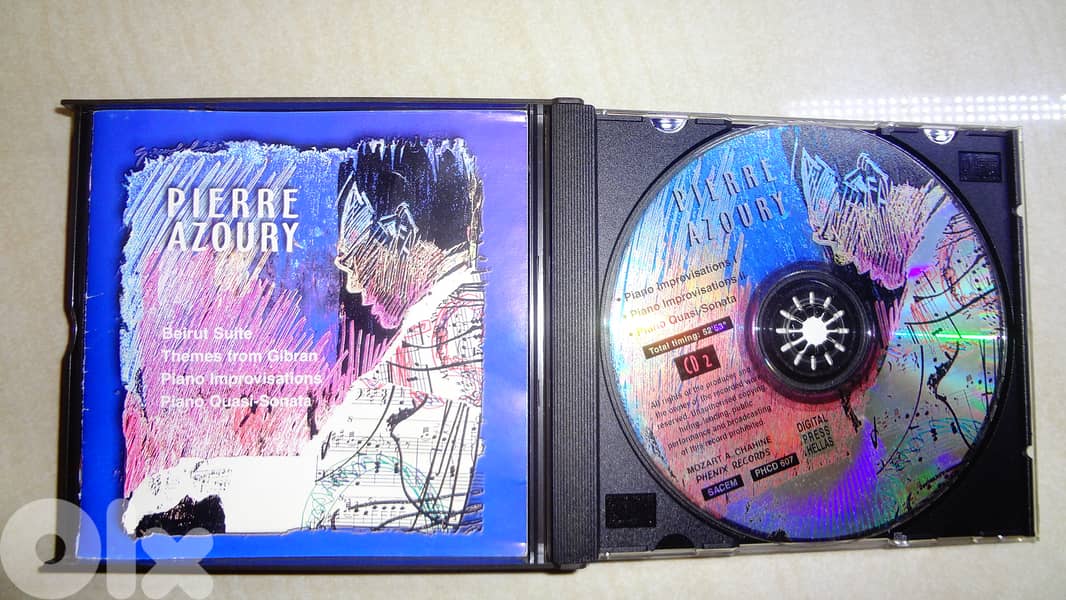 PIERRE
AZOURY
Beirut Suite
Themes from Gibran
Piano Improvisations
Piano Quasi-Sonata
PIERRE
AZOURY
• Piano Improvisations I
• Piano Improvisations II
• Piano Quasi-Sonata
Total timing: 52'53"
CD 2
All rights of the producer and
the owner of the recorded work
reserved. Unauthorised copying,
hiring, lending, public
performance and broadcasting
of this record prohibited
MOZART A. CHAHINE
PHENIX RECORDS
SACEM
PHCD 607
DIGITAL
PRESS
HELLAS
olx